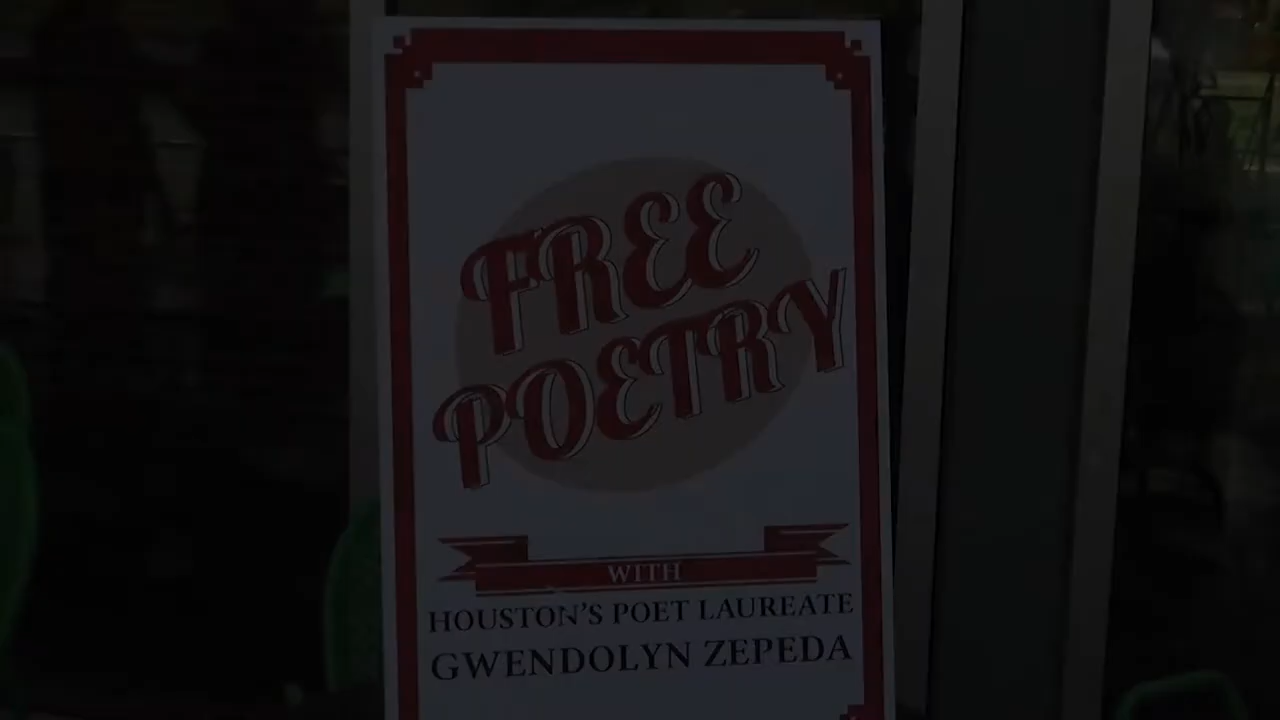 FREE
POETRY
WITH
HOUSTON'S POET LAUREATE
GWENDOLYN ZEPEDA